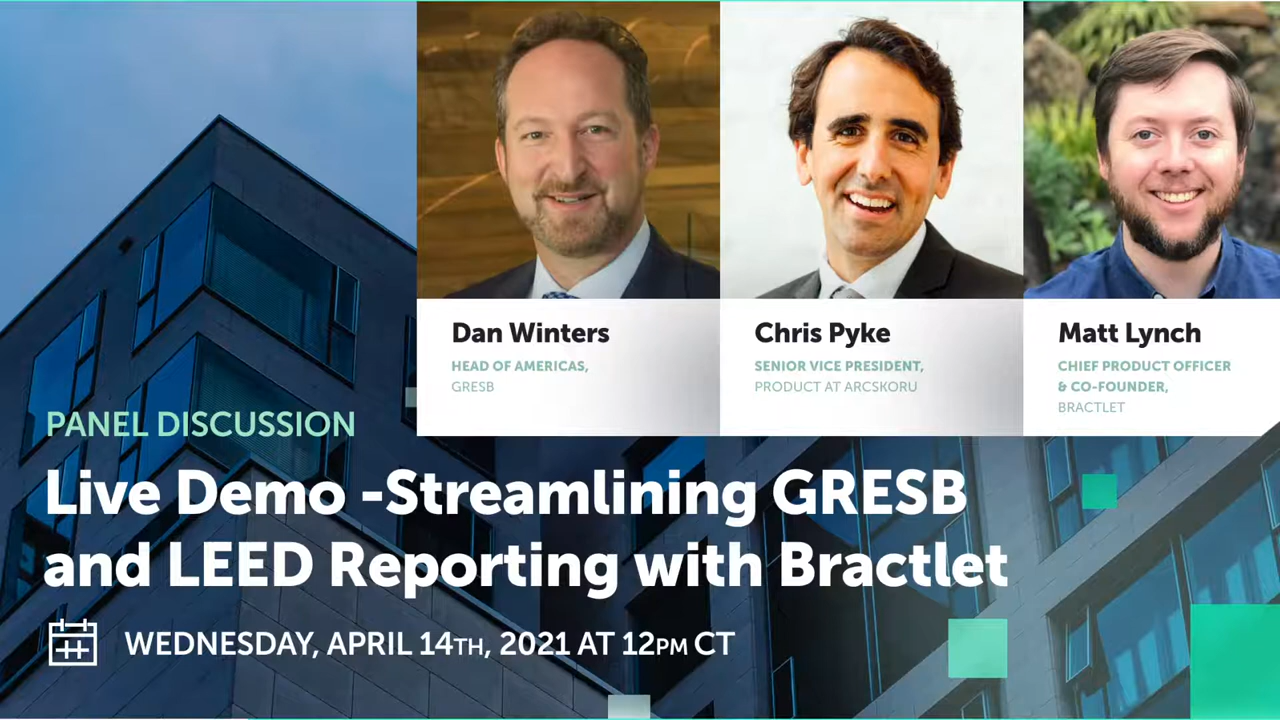 Dan Winters
HEAD OF AMERICAS,
GRESB
Chris Pyke
SENIOR VICE PRESIDENT,
PRODUCT AT ARCSKORU
Matt Lynch
CHIEF PRODUCT OFFICER
& CO-FOUNDER,
BRACTLET
PANEL DISCUSSION
Live Demo -Streamlining GRESB
and LEED Reporting with Bractlet
WEDNESDAY, APRIL 14TH, 2021 AT 12PM CT